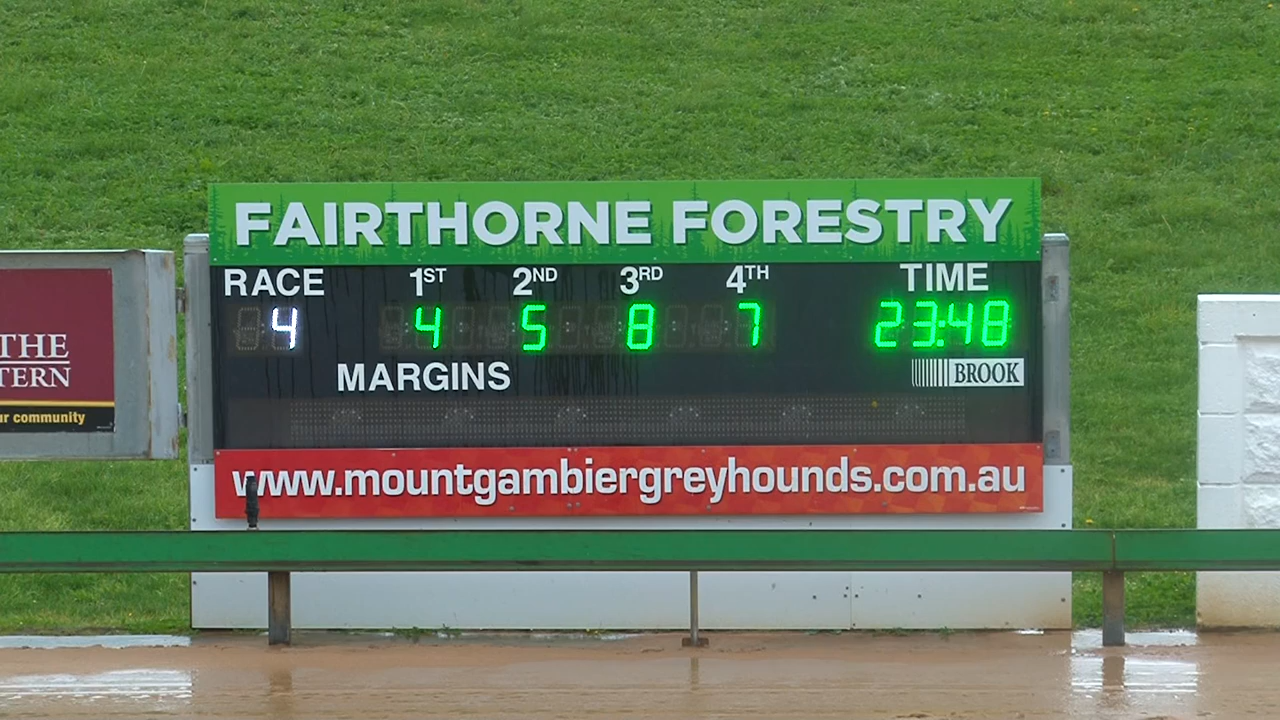 FAIRTHORNE FORESTRY
RACE 1ST 2ND 3RD 4TH TIME
4 4 5 8 7 23:48
MARGINS
BROOK
www.mountgambiergreyhounds.com.au
THE
TERN
ur community